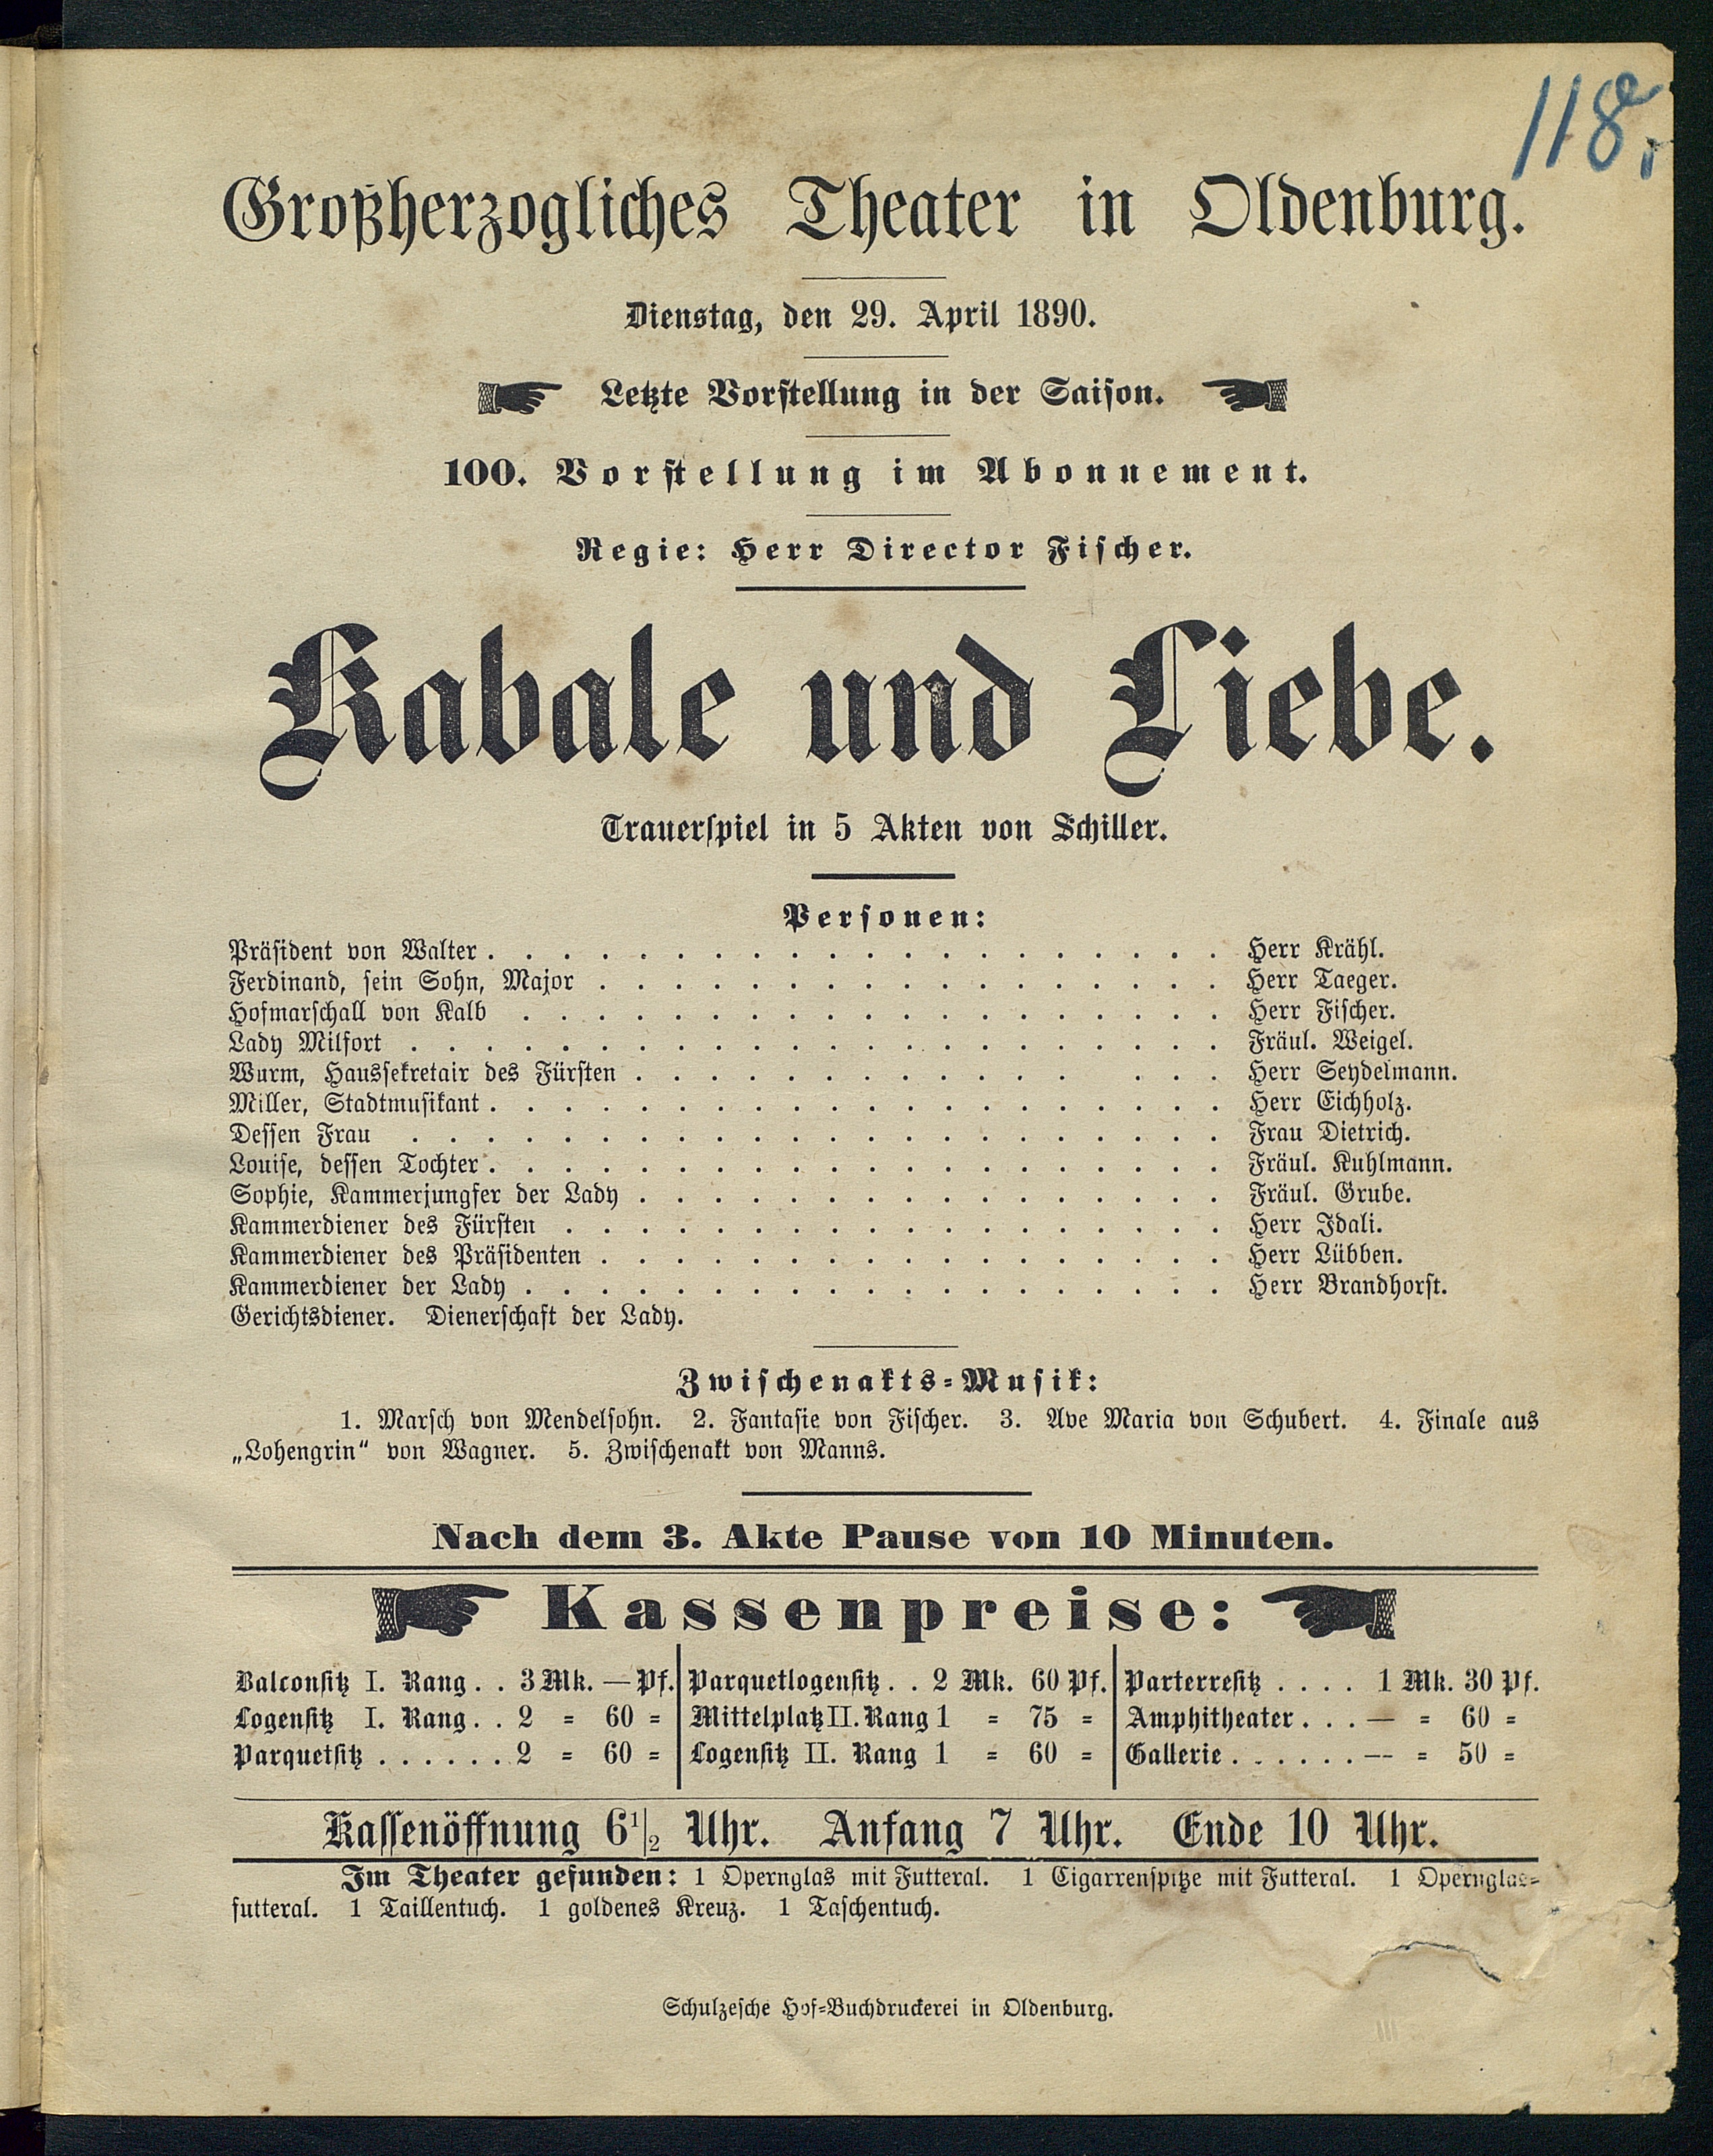 118.
Großherzogliches Theater in Oldenburg.
Dienstag, den 29. April 1890.
Letzte Vorstellung in der Saison.
100. Vorstellung im Abonnement.
Regie: Herr Director Fischer.
Kabale und Liebe.
Trauerspiel in 5 Akten von Schiller.
Personen:
Präsident von Walter . . . . . . . . . . . . . . . . . . . . Herr Krähl.
Ferdinand, sein Sohn, Major . . . . . . . . . . . . . . . . . Herr Taeger.
Hofmarschall von Kalb . . . . . . . . . . . . . . . . . . . Herr Fischer.
Lady Milfort . . . . . . . . . . . . . . . . . . . . . . Fräul. Weigel.
Wurm, Haussekretair des Fürsten . . . . . . . . . . . . . . . Herr Seydelmann.
Miller, Stadtmusikant . . . . . . . . . . . . . . . . . . . . Herr Eichholz.
Dessen Frau . . . . . . . . . . . . . . . . . . . . . . Frau Dietrich.
Louise, dessen Tochter . . . . . . . . . . . . . . . . . . . . Fräul. Kuhlmann.
Sophie, Kammerjungfer der Lady . . . . . . . . . . . . . . . . Fräul. Grube.
Kammerdiener des Fürsten . . . . . . . . . . . . . . . . . . Herr Idali.
Kammerdiener des Präsidenten . . . . . . . . . . . . . . . . . Herr Lübben.
Kammerdiener der Lady . . . . . . . . . . . . . . . . . . . Herr Brandhorst.
Gerichtsdiener. Dienerschaft der Lady.
Zwischenakts-Musik:
1. Marsch von Mendelsohn. 2. Fantasie von Fischer. 3. Ave Maria von Schubert. 4. Finale aus
„Lohengrin“ von Wagner. 5. Zwischenakt von Manns.
Nach dem 3. Akte Pause von 10 Minuten.
Kassenpreise:
Balconsitz I. Rang . . 3 Mk. — Pf. Parquetlogensitz . . 2 Mk. 60 Pf. Parterresitz . . . . 1 Mk. 30 Pf.
Logensitz I. Rang . . 2 = 60 = Mittelplatz II. Rang 1 = 75 = Amphitheater . . . — = 60 =
Parquetsitz . . . . . . 2 = 60 = Logensitz II. Rang 1 = 60 = Gallerie . . . . . . — = 50 =
Kassenöffnung 6 1/2 Uhr. Anfang 7 Uhr. Ende 10 Uhr.
Im Theater gefunden: 1 Opernglas mit Futteral. 1 Cigarrenspitze mit Futteral. 1 Opernglas-
futteral. 1 Taillentuch. 1 goldenes Kreuz. 1 Taschentuch.
Schulzesche Hof-Buchdruckerei in Oldenburg.